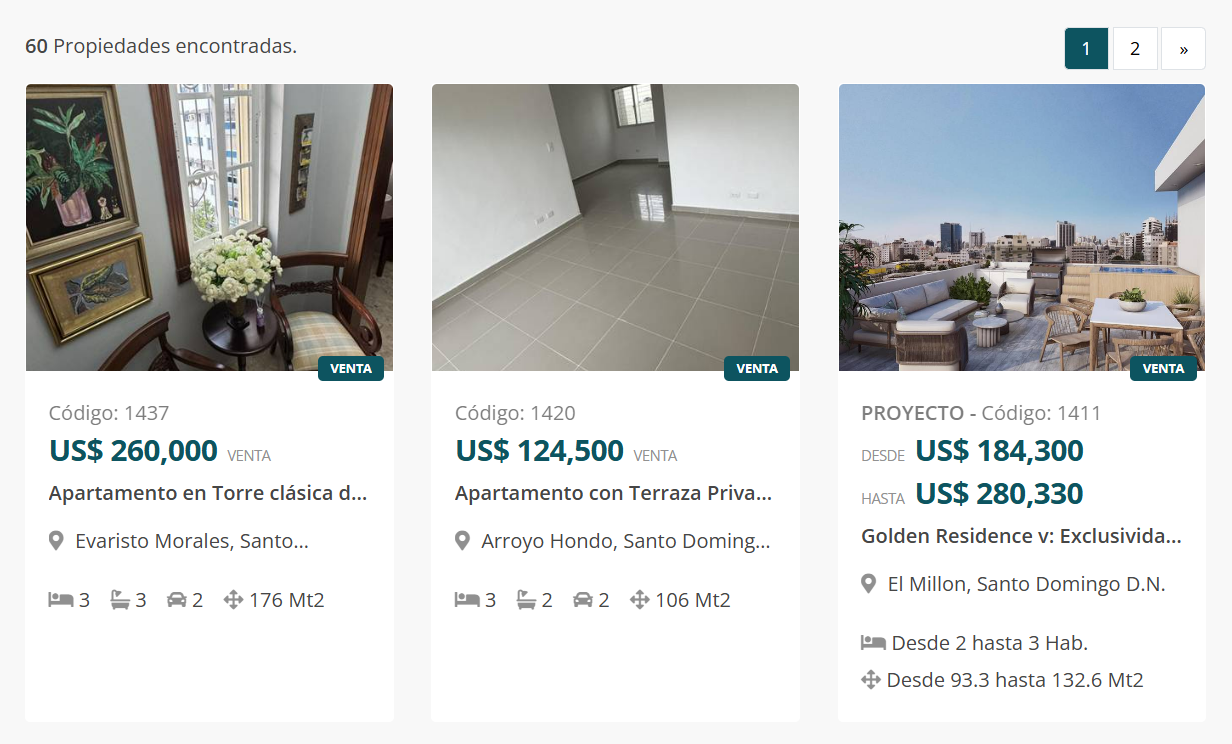 60 Propiedades encontradas.
1
2
»
VENTA
Código: 1437
US$ 260,000 VENTA
Apartamento en Torre clásica d...
Evaristo Morales, Santo...
3 3 2 176 Mt2
VENTA
Código: 1420
US$ 124,500 VENTA
Apartamento con Terraza Priva...
Arroyo Hondo, Santo Doming...
3 2 2 106 Mt2
VENTA
PROYECTO - Código: 1411
DESDE US$ 184,300
HASTA US$ 280,330
Golden Residence v: Exclusivida...
El Millon, Santo Domingo D.N.
Desde 2 hasta 3 Hab.
Desde 93.3 hasta 132.6 Mt2